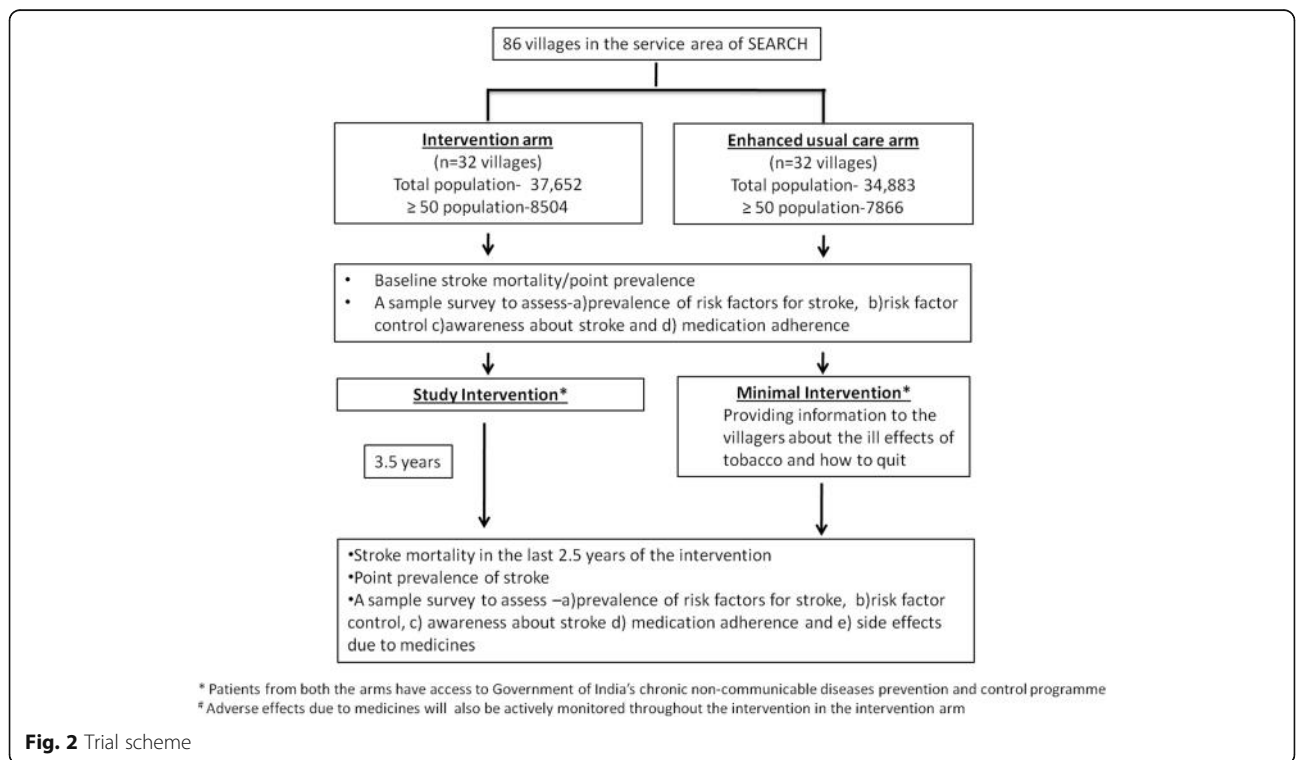 86 villages in the service area of SEARCH
Intervention arm
(n=32 villages)
Total population- 37,652
≥ 50 population-8504
Enhanced usual care arm
(n=32 villages)
Total population- 34,883
≥ 50 population-7866
• Baseline stroke mortality/point prevalence
• A sample survey to assess-a)prevalence of risk factors for stroke, b)risk factor
control c)awareness about stroke and d) medication adherence
Study Intervention*
3.5 years
Minimal Intervention*
Providing information to the
villagers about the ill effects of
tobacco and how to quit
•Stroke mortality in the last 2.5 years of the intervention
•Point prevalence of stroke
•A sample survey to assess –a)prevalence of risk factors for stroke, b)risk factor
control, c) awareness about stroke d) medication adherence and e) side effects
due to medicines
* Patients from both the arms have access to Government of India's chronic non-communicable diseases prevention and control programme
# Adverse effects due to medicines will also be actively monitored throughout the intervention in the intervention arm
Fig. 2 Trial scheme